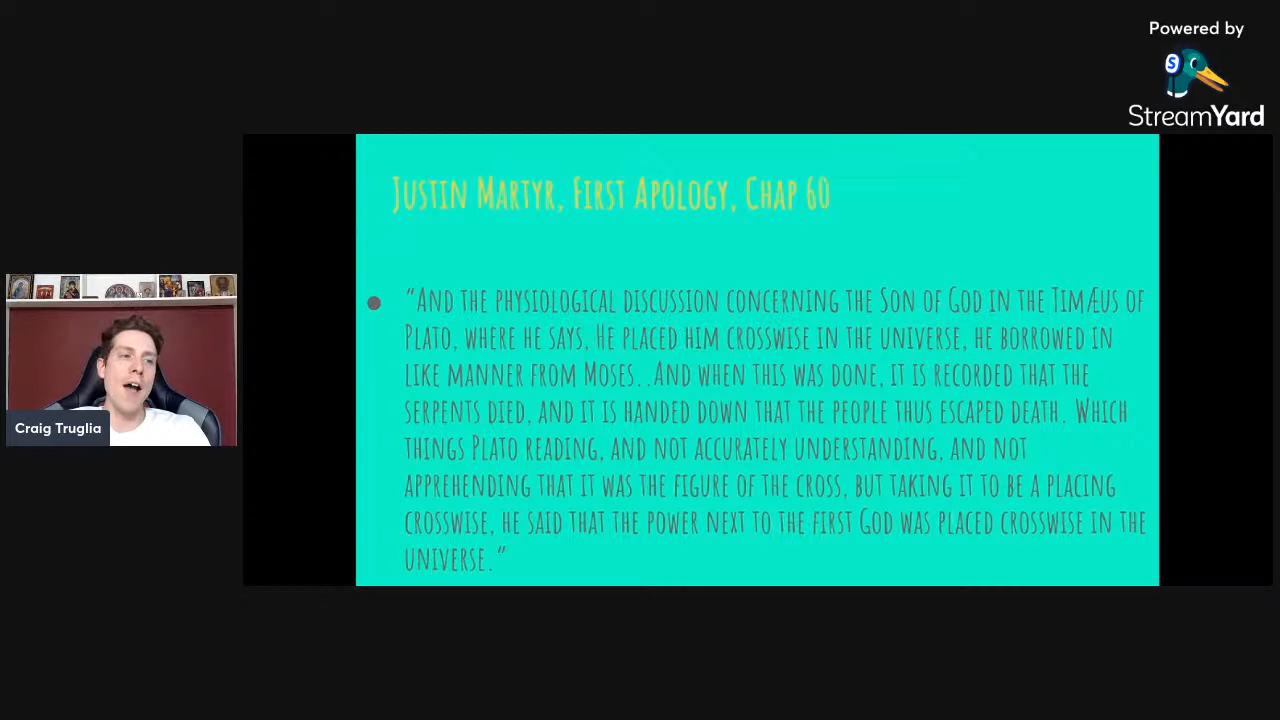 Powered by
StreamYard
JUSTIN MARTYR, FIRST APOLOGY, CHAP 60
“AND THE PHYSIOLOGICAL DISCUSSION CONCERNING THE SON OF GOD IN THE TIMÆUS OF
PLATO, WHERE HE SAYS, HE PLACED HIM CROSSWISE IN THE UNIVERSE, HE BORROWED IN
LIKE MANNER FROM MOSES. .AND WHEN THIS WAS DONE, IT IS RECORDED THAT THE
SERPENTS DIED, AND IT IS HANDED DOWN THAT THE PEOPLE THUS ESCAPED DEATH. WHICH
THINGS PLATO READING, AND NOT ACCURATELY UNDERSTANDING, AND NOT
APPREHENDING THAT IT WAS THE FIGURE OF THE CROSS, BUT TAKING IT TO BE A PLACING
CROSSWISE, HE SAID THAT THE POWER NEXT TO THE FIRST GOD WAS PLACED CROSSWISE IN THE
UNIVERSE.”
Craig Truglia